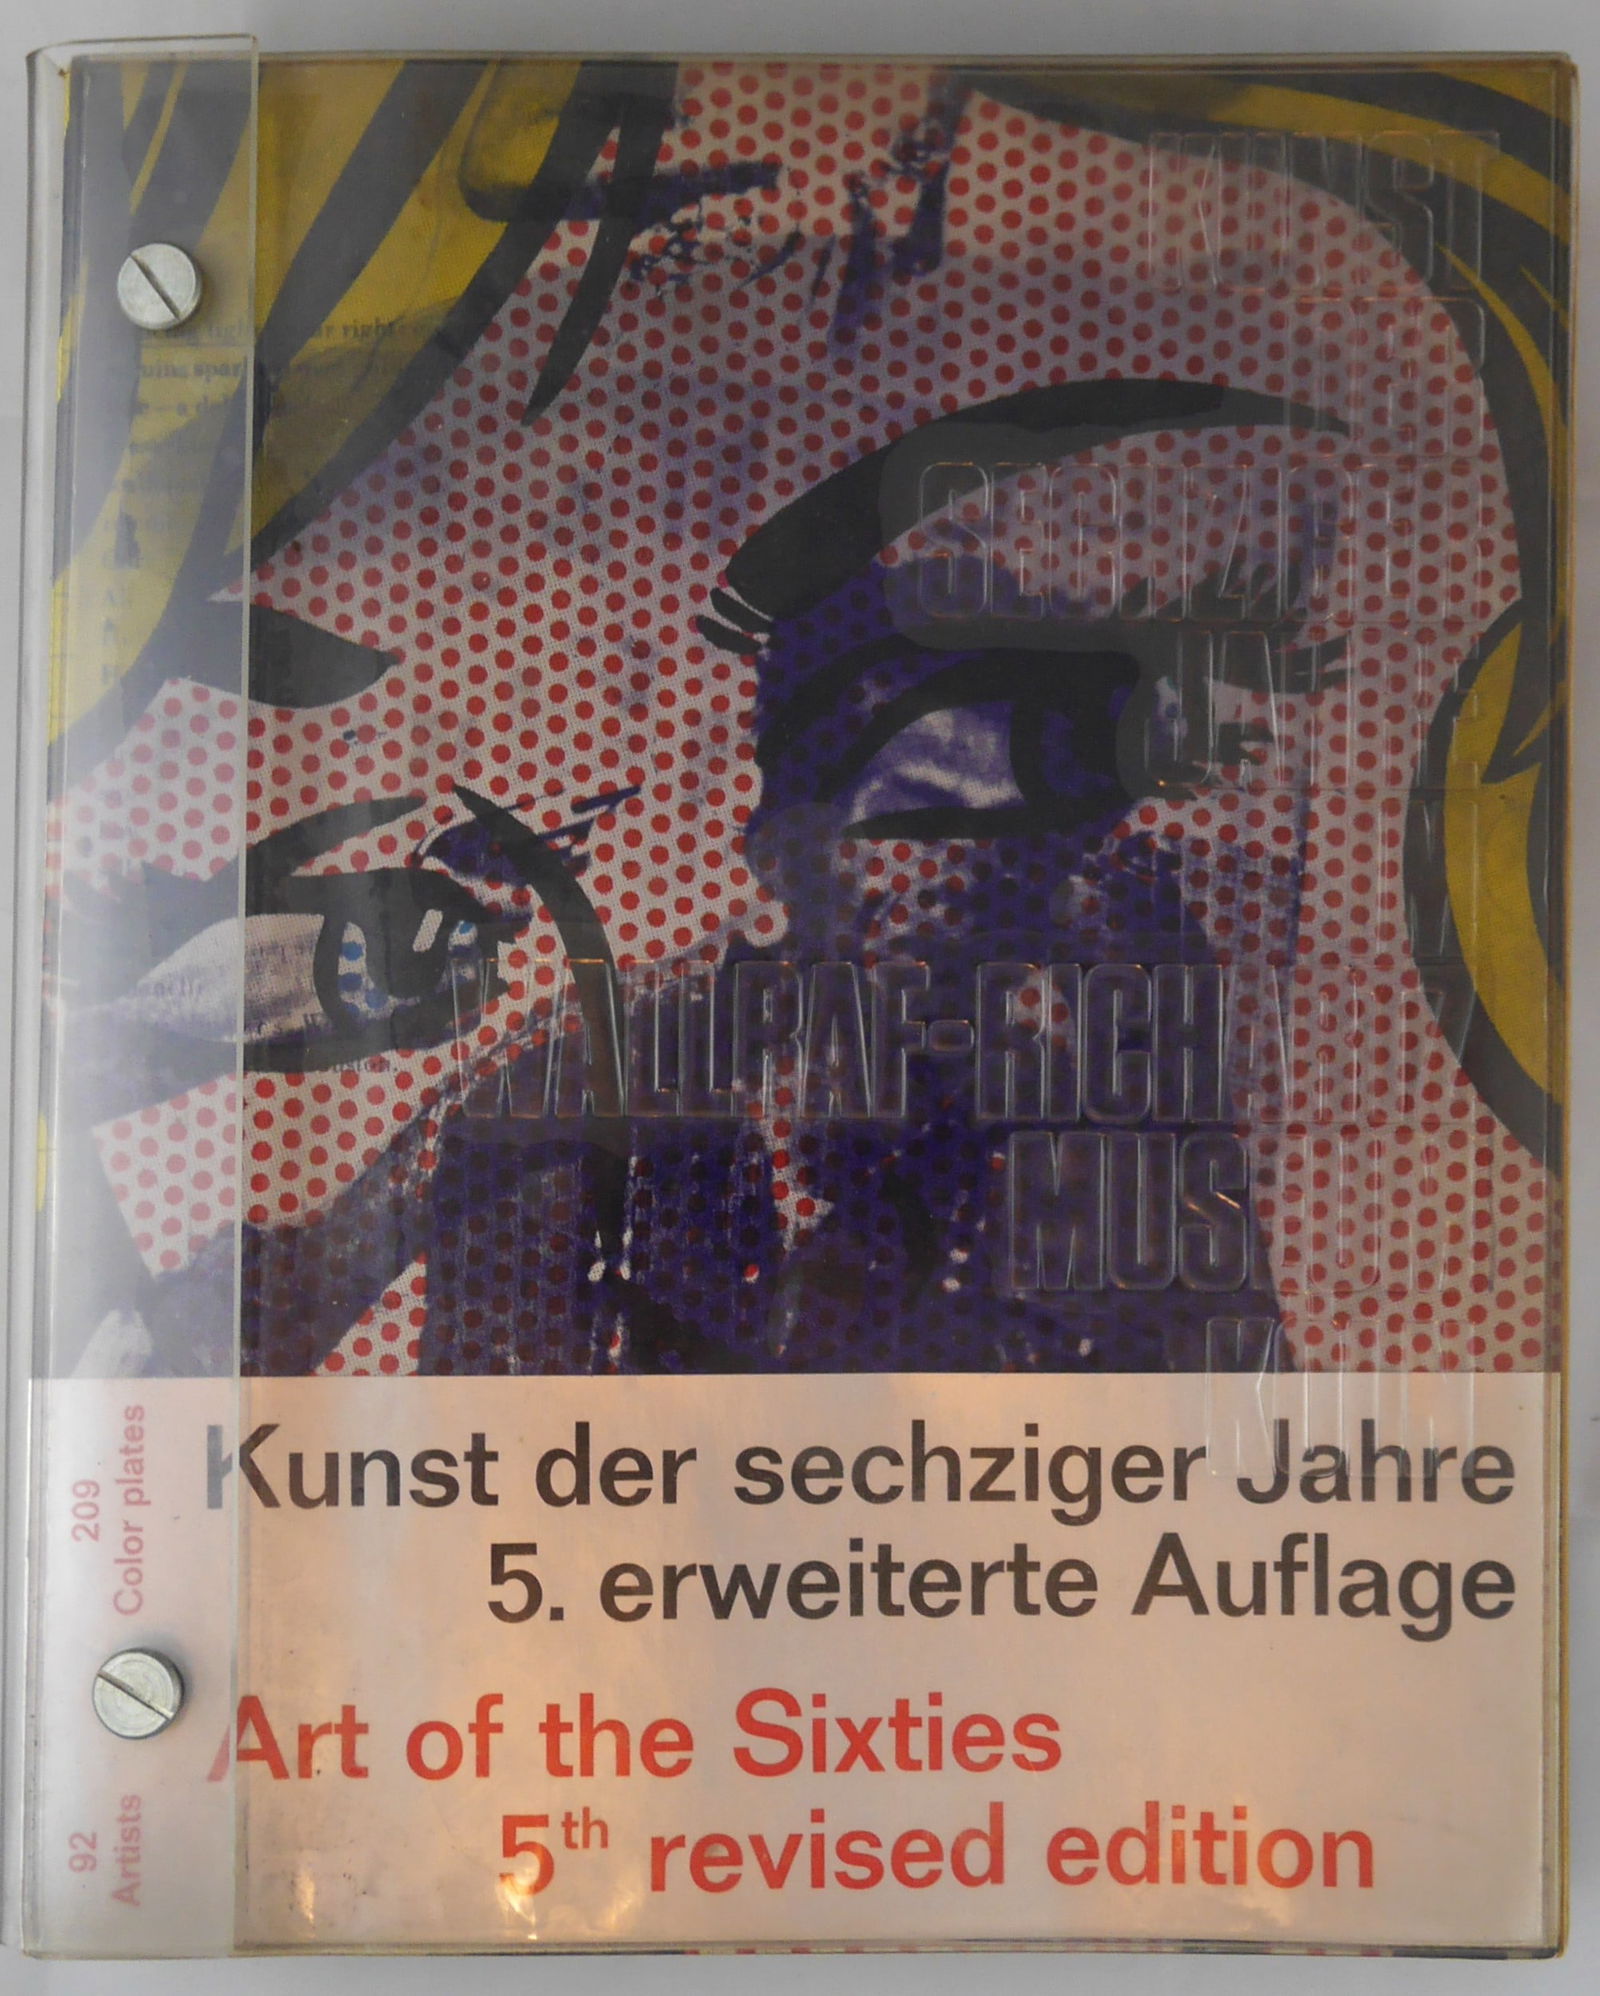 KUNST
DER
SECHZIGER
JAHRE
WALLRAF-RICHARTZ
MUSEUM
KÖLN
Kunst der sechziger Jahre
5. erweiterte Auflage
Art of the Sixties
5th revised edition
209
Color plates
92
Artists